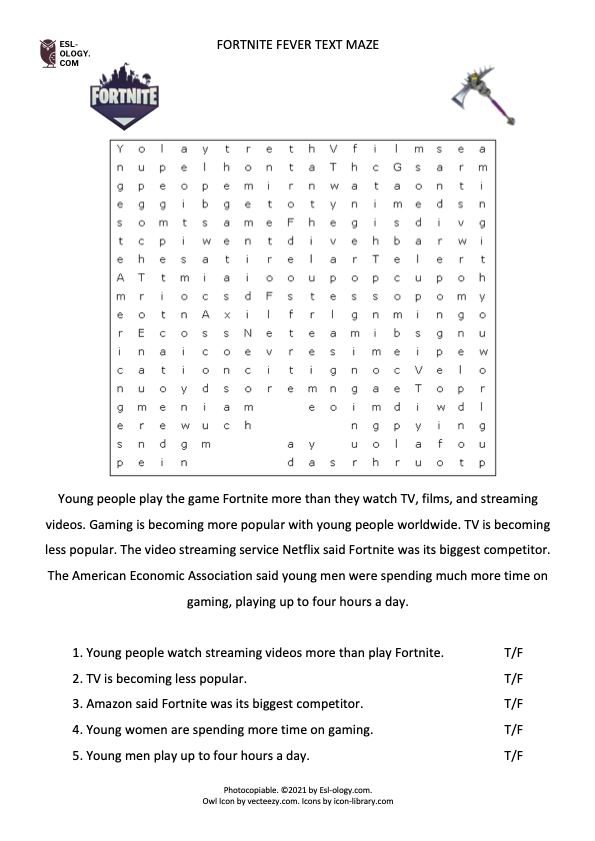 ESL-
OLOGY.
COM
FORTNITE FEVER TEXT MAZE
FORTNITE
Y o l a y t r e t h V f i l m s e a
n u p e l h o n t a T h c G s a r m
g p e o p e m i r n w a t a o n t i
e g g i b g e t o t y n i m e d s n
s o m t s a m e F h e g i s d i v g
t c p i w e n t d i v e h b a r w i
e h e s a t i r e l a r T e l e r t
A T t m i a i o o u p o p c u p o h
m r i o c s d F s t e s s o p o m y
e o t n A x i l f r l g n m i n g o
r E c o s s N e t e a m i b s g n u
i n a i c o e v r e s i m e i p e w
c a t i o n c i t i g n o c V e l o
n u o y d s o r e m n g a e T o p r
g m e n i a m e o i m d i w d l
e r e w u c h n g p y i n g
s n d g m a y u o l a f o u
p e i n d a s r h r u o t p
Young people play the game Fortnite more than they watch TV, films, and streaming
videos. Gaming is becoming more popular with young people worldwide. TV is becoming
less popular. The video streaming service Netflix said Fortnite was its biggest competitor.
The American Economic Association said young men were spending much more time on
gaming, playing up to four hours a day.
1. Young people watch streaming videos more than play Fortnite. T/F
2. TV is becoming less popular. T/F
3. Amazon said Fortnite was its biggest competitor. T/F
4. Young women are spending more time on gaming. T/F
5. Young men play up to four hours a day. T/F
Photocopiable. ©2021 by Esl-ology.com.
Owl Icon by vecteezy.com. Icons by icon-library.com